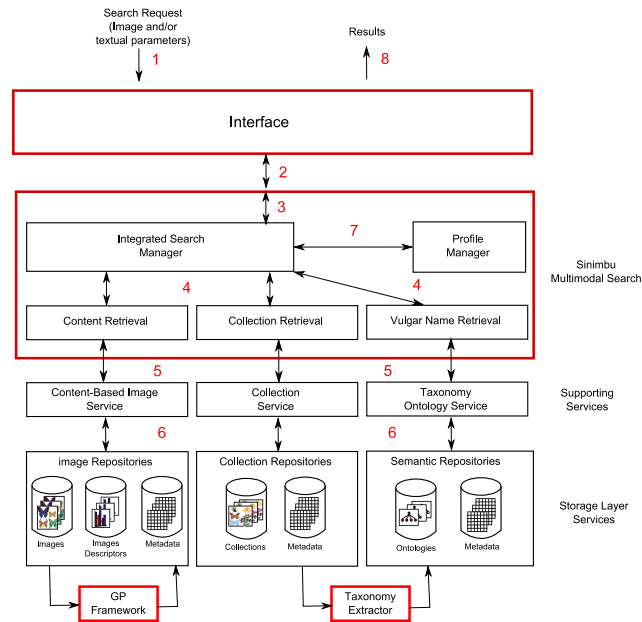 Search Request
(Image and/or
textual parameters)
1
Results
8
Interface
2
3
Integrated Search
Manager
7
Profile
Manager
Sinimbu
Multimodal Search
4
4
Content Retrieval
Collection Retrieval
Vulgar Name Retrieval
5
5
Content-Based Image
Service
Collection
Service
Taxonomy
Ontology Service
Supporting
Services
6
6
image Repositories
Collection Repositories
Semantic Repositories
Storage Layer
Services
Images
Images
Descriptors
Metadata
Collections
Metadata
Ontologies
Metadata
GP
Framework
Taxonomy
Extractor